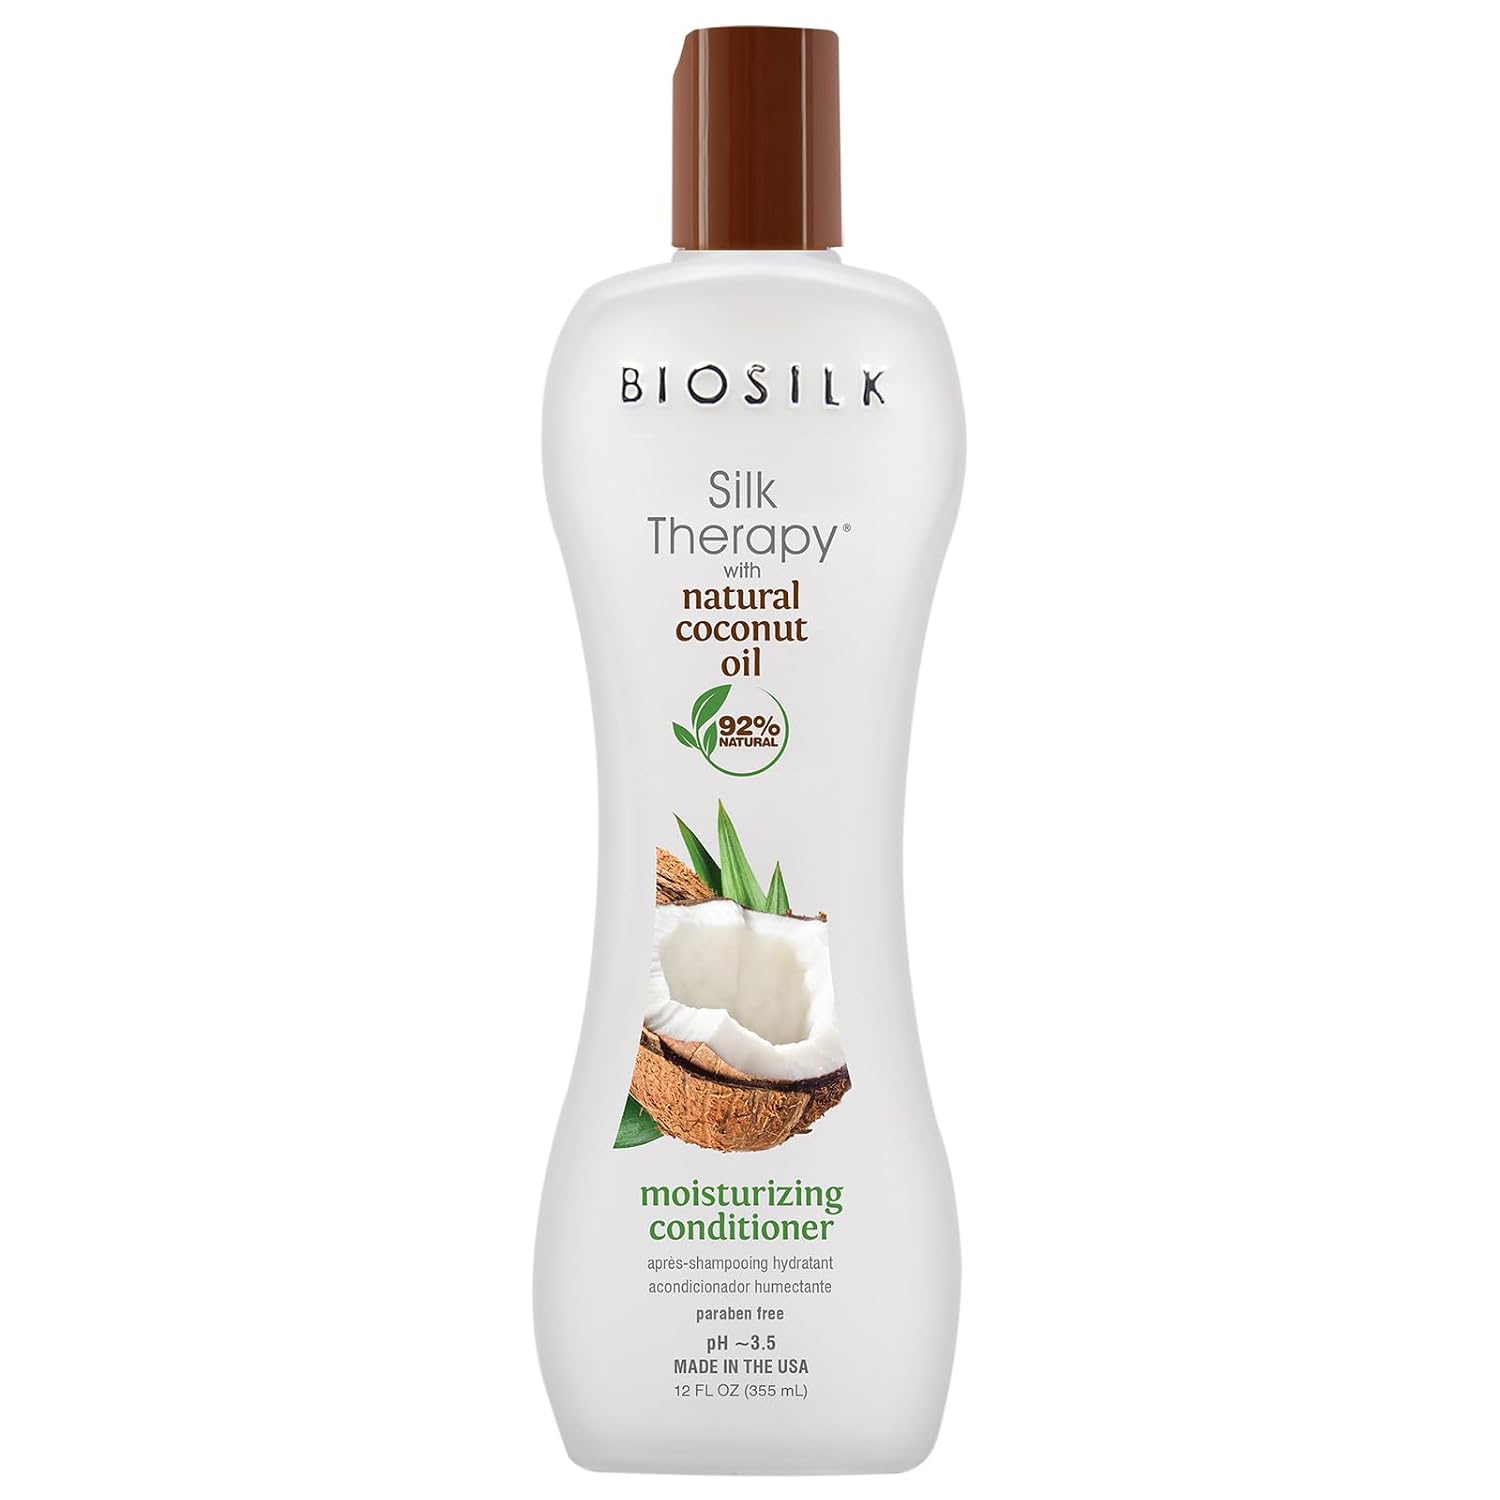 BIOSILK
Silk
Therapy®
with
natural
coconut
oil
92%
NATURAL
moisturizing
conditioner
après-shampooing hydratant
acondicionador humectante
paraben free
pH ~3.5
MADE IN THE USA
12 FL OZ (355 mL)